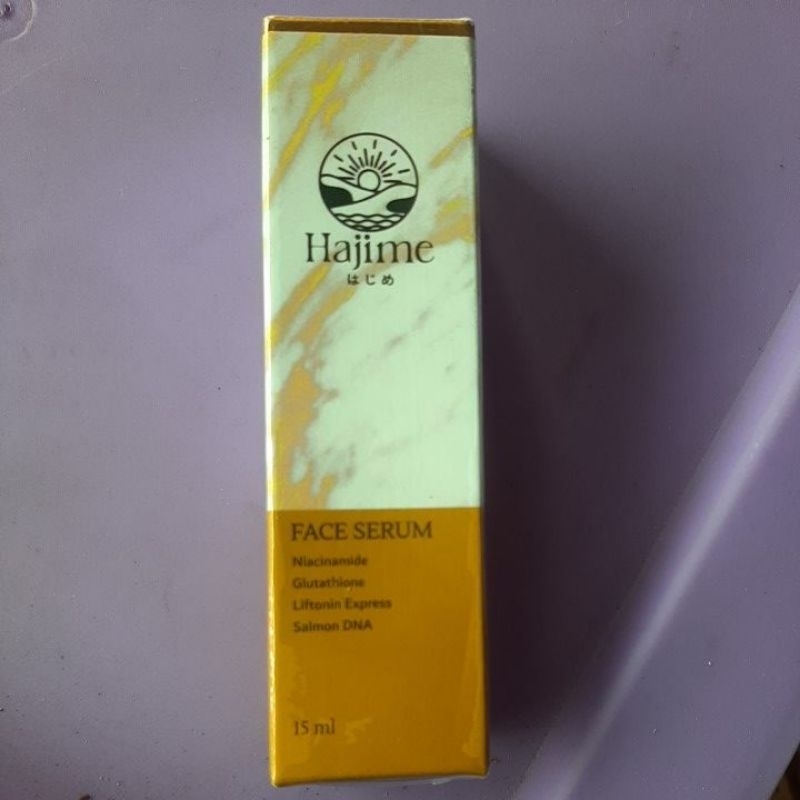 Hajime
はじめ
FACE SERUM
Niacinamide
Glutathione
Liftonin Express
Salmon DNA
15 ml